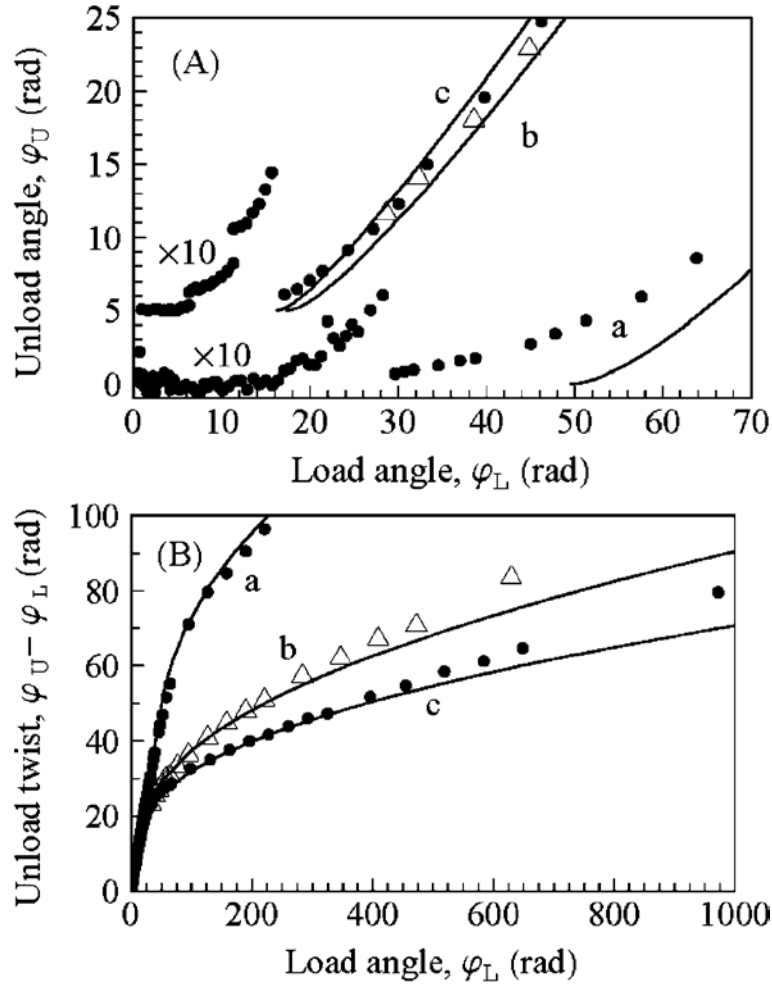 (A)
Unload angle, φU (rad)
25
20
15
10
5
0
×10
×10
c
b
a
0 10 20 30 40 50 60 70
Load angle, φL (rad)
(B)
Unload twist, φU − φL (rad)
100
80
60
40
20
0
a
b
c
0 200 400 600 800 1000
Load angle, φL (rad)